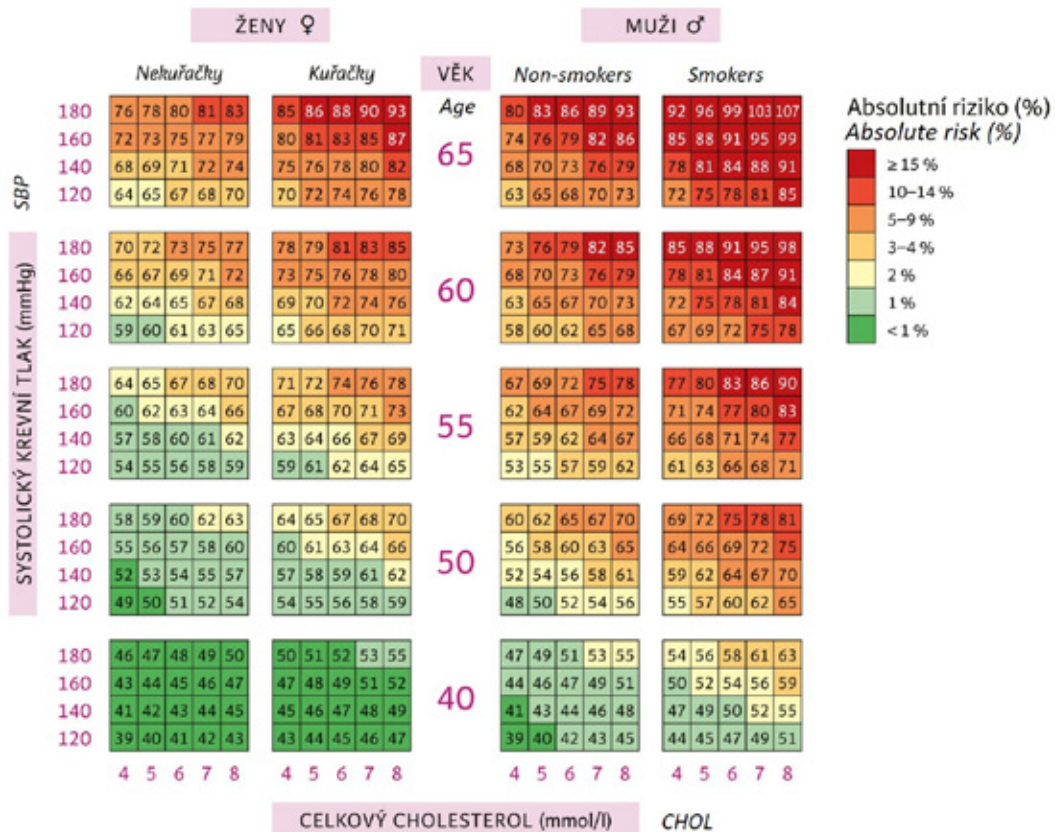 ŽENY ♀ MUŽI ♂
Nekuřačky Kuřačky VĚK Non-smokers Smokers
Age
180 76 78 80 81 83 85 86 88 90 93 80 83 86 89 93 92 96 99 103 107
160 72 73 75 77 79 80 81 83 85 87 74 76 79 82 86 85 88 91 95 99
65
140 68 69 71 72 74 75 76 78 80 82 68 70 73 76 79 78 81 84 88 91
120 64 65 67 68 70 70 72 74 76 78 63 65 68 70 73 72 75 78 81 85
180 70 72 73 75 77 78 79 81 83 85 73 76 79 82 85 85 88 91 95 98
160 66 67 69 71 72 73 75 76 78 80 68 70 73 76 79 78 81 84 87 91
60
140 62 64 65 67 68 69 70 72 74 76 63 65 67 70 73 72 75 78 81 84
120 59 60 61 63 65 65 66 68 70 71 58 60 62 65 68 67 69 72 75 78
180 64 65 67 68 70 71 72 74 76 78 67 69 72 75 78 77 80 83 86 90
160 60 62 63 64 66 67 68 70 71 73 62 64 67 69 72 71 74 77 80 83
55
140 57 58 60 61 62 63 64 66 67 69 57 59 62 64 67 66 68 71 74 77
120 54 55 56 58 59 59 61 62 64 65 53 55 57 59 62 61 63 66 68 71
180 58 59 60 62 63 64 65 67 68 70 60 62 65 67 70 69 72 75 78 81
160 55 56 57 58 60 60 61 63 64 66 56 58 60 63 65 64 66 69 72 75
50
140 52 53 54 55 57 57 58 59 61 62 52 54 56 58 61 59 62 64 67 70
120 49 50 51 52 54 54 55 56 58 59 48 50 52 54 56 55 57 60 62 65
180 46 47 48 49 50 50 51 52 53 55 47 49 51 53 55 54 56 58 61 63
160 43 44 45 46 47 47 48 49 51 52 44 46 47 49 51 50 52 54 56 59
40
140 41 42 43 44 45 45 46 47 48 49 41 43 44 46 48 47 49 50 52 55
120 39 40 41 42 43 43 44 45 46 47 39 40 42 43 45 44 45 47 49 51
4 5 6 7 8 4 5 6 7 8 4 5 6 7 8 4 5 6 7 8
CELKOVÝ CHOLESTEROL (mmol/l) CHOL
SBP
SYSTOLICKÝ KREVNÍ TLAK (mmHg)
Absolutní riziko (%)
Absolute risk (%)
≥ 15 %
10–14 %
5–9 %
3–4 %
2 %
1 %
< 1 %